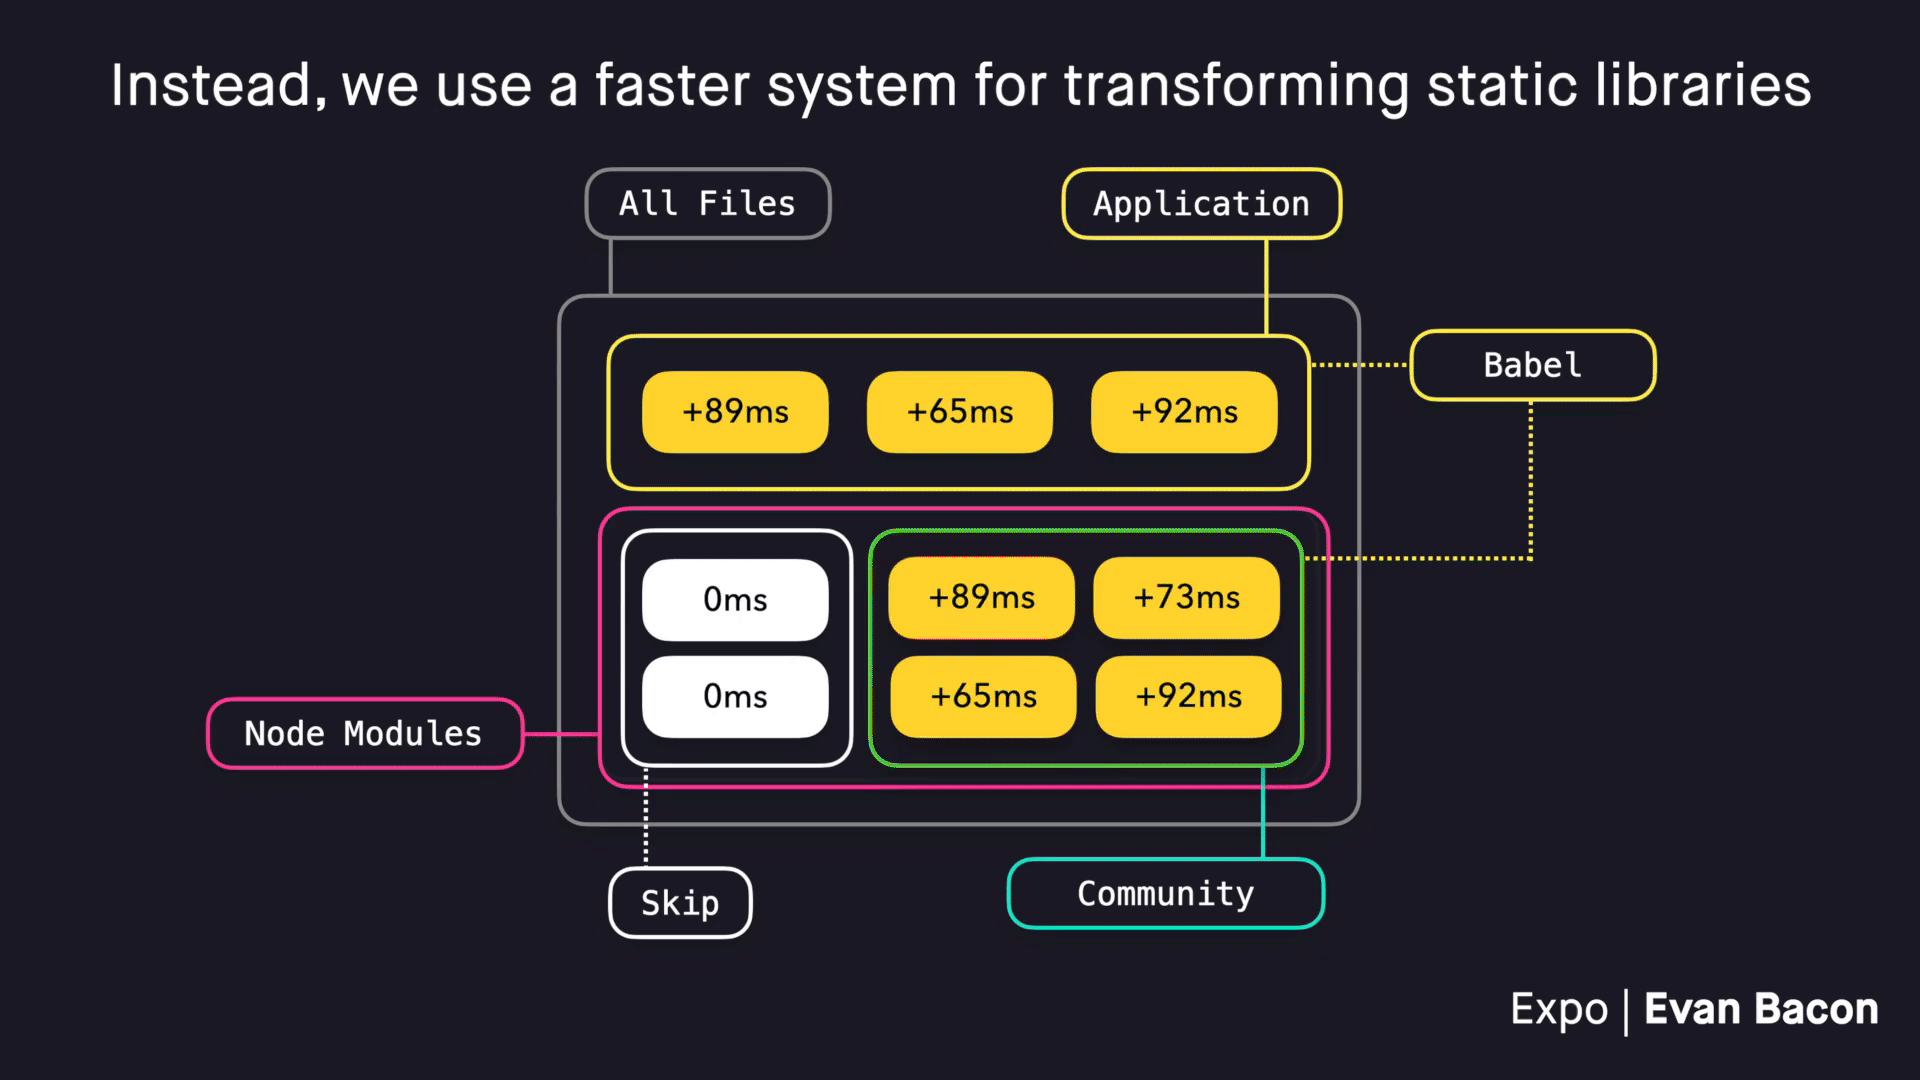 Instead, we use a faster system for transforming static libraries
All Files
Application
Babel
+89ms +65ms +92ms
0ms +89ms +73ms
0ms +65ms +92ms
Node Modules
Skip
Community
Expo | Evan Bacon